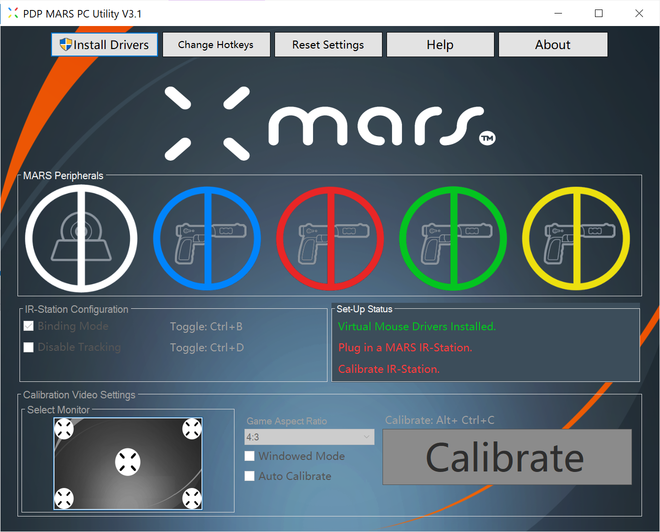 PDP MARS PC Utility V3.1
Install Drivers
Change Hotkeys
Reset Settings
Help
About
mars TM
MARS Peripherals
IR-Station Configuration
Binding Mode
Toggle: Ctrl+B
Disable Tracking
Toggle: Ctrl+D
Set-Up Status
Virtual Mouse Drivers Installed.
Plug in a MARS IR-Station.
Calibrate IR-Station.
Calibration Video Settings
Select Monitor
Game Aspect Ratio
4:3
Windowed Mode
Auto Calibrate
Calibrate: Alt+ Ctrl+C
Calibrate